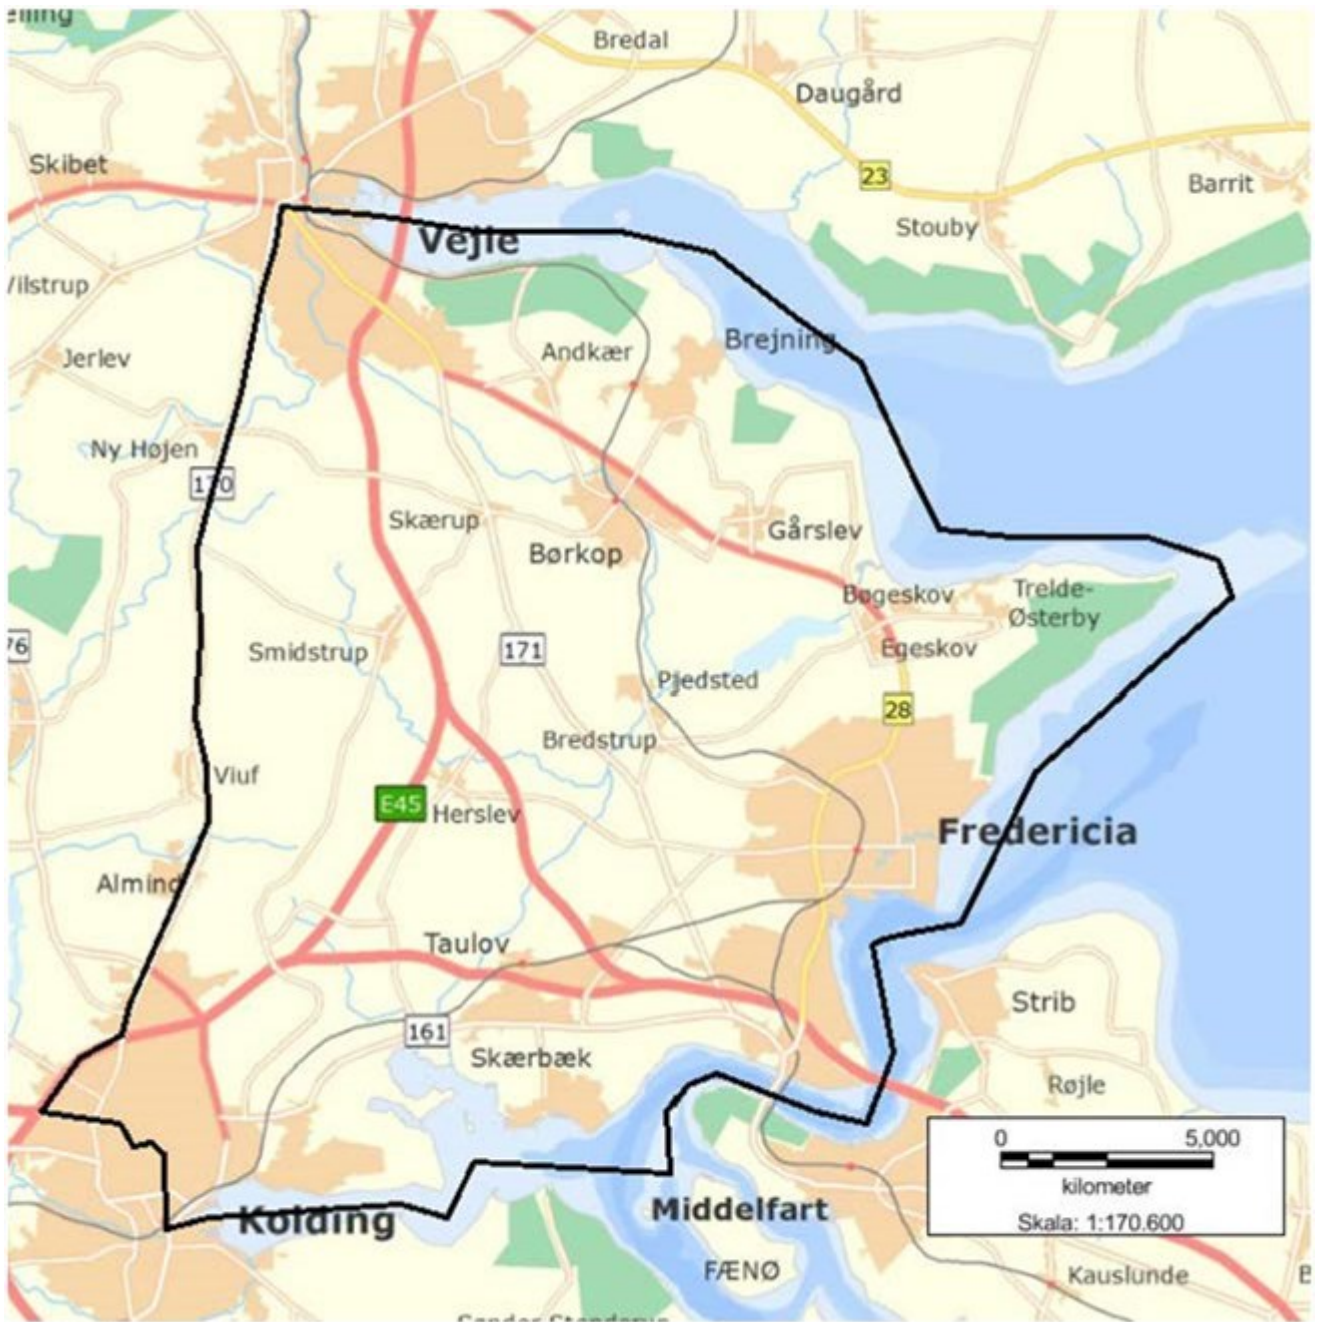 Bredal
Daugård
Skibet
23
Barrit
Stouby
Vejle
Jerlev
Andkær
Brejning
Ny Højen
170
Skærup
Gårslev
Børkop
Bøgeskov
Trelde-
Østerby
76
Smidstrup
171
Egeskov
Pjedsted
28
Bredstrup
Viuf
E45
Herslev
Fredericia
Almind
Taulov
Strib
161
Skærbæk
Røjle
0 5,000
kilometer
Skala: 1:170.600
Kolding
Middelfart
FÆNØ
Kauslunde